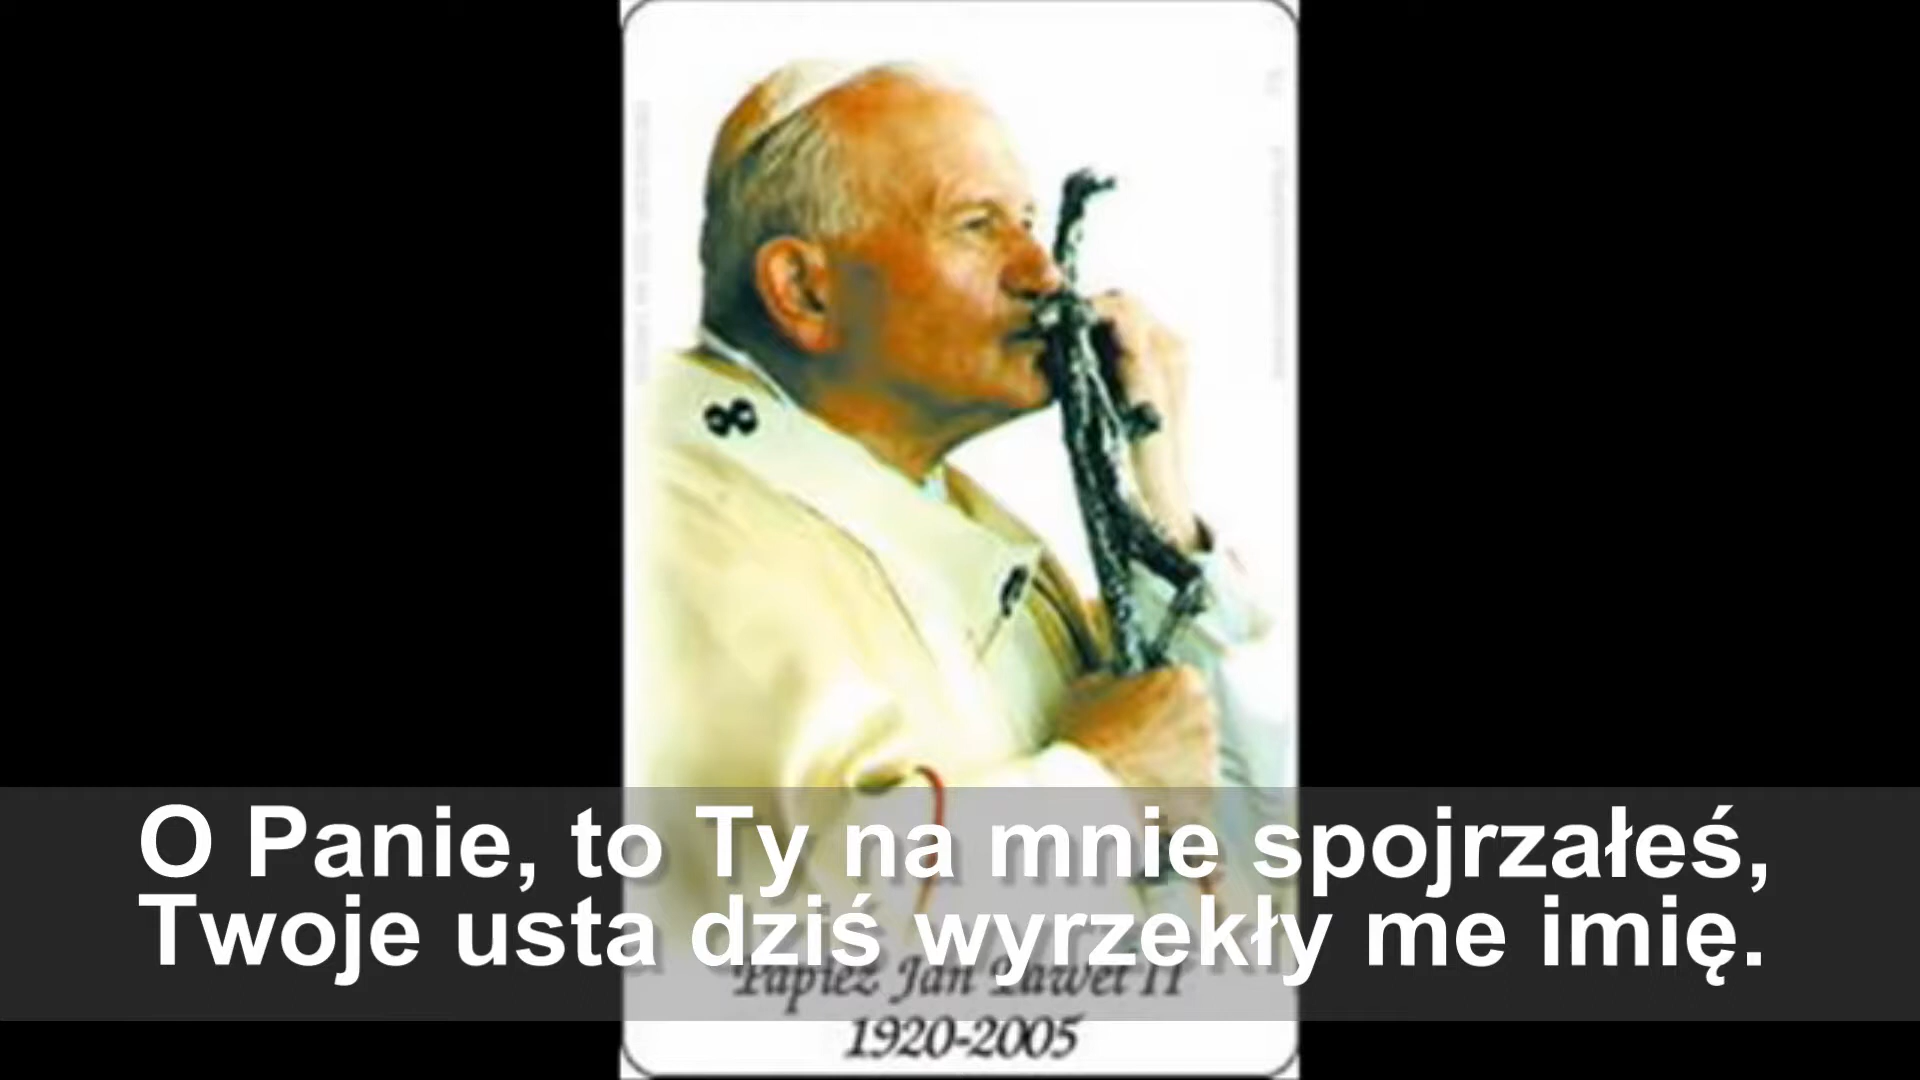 O Panie, to Ty na mnie spojrzałeś,
Twoje usta dziś wyrzekły me imię.
Papież Jan Paweł II
1920-2005